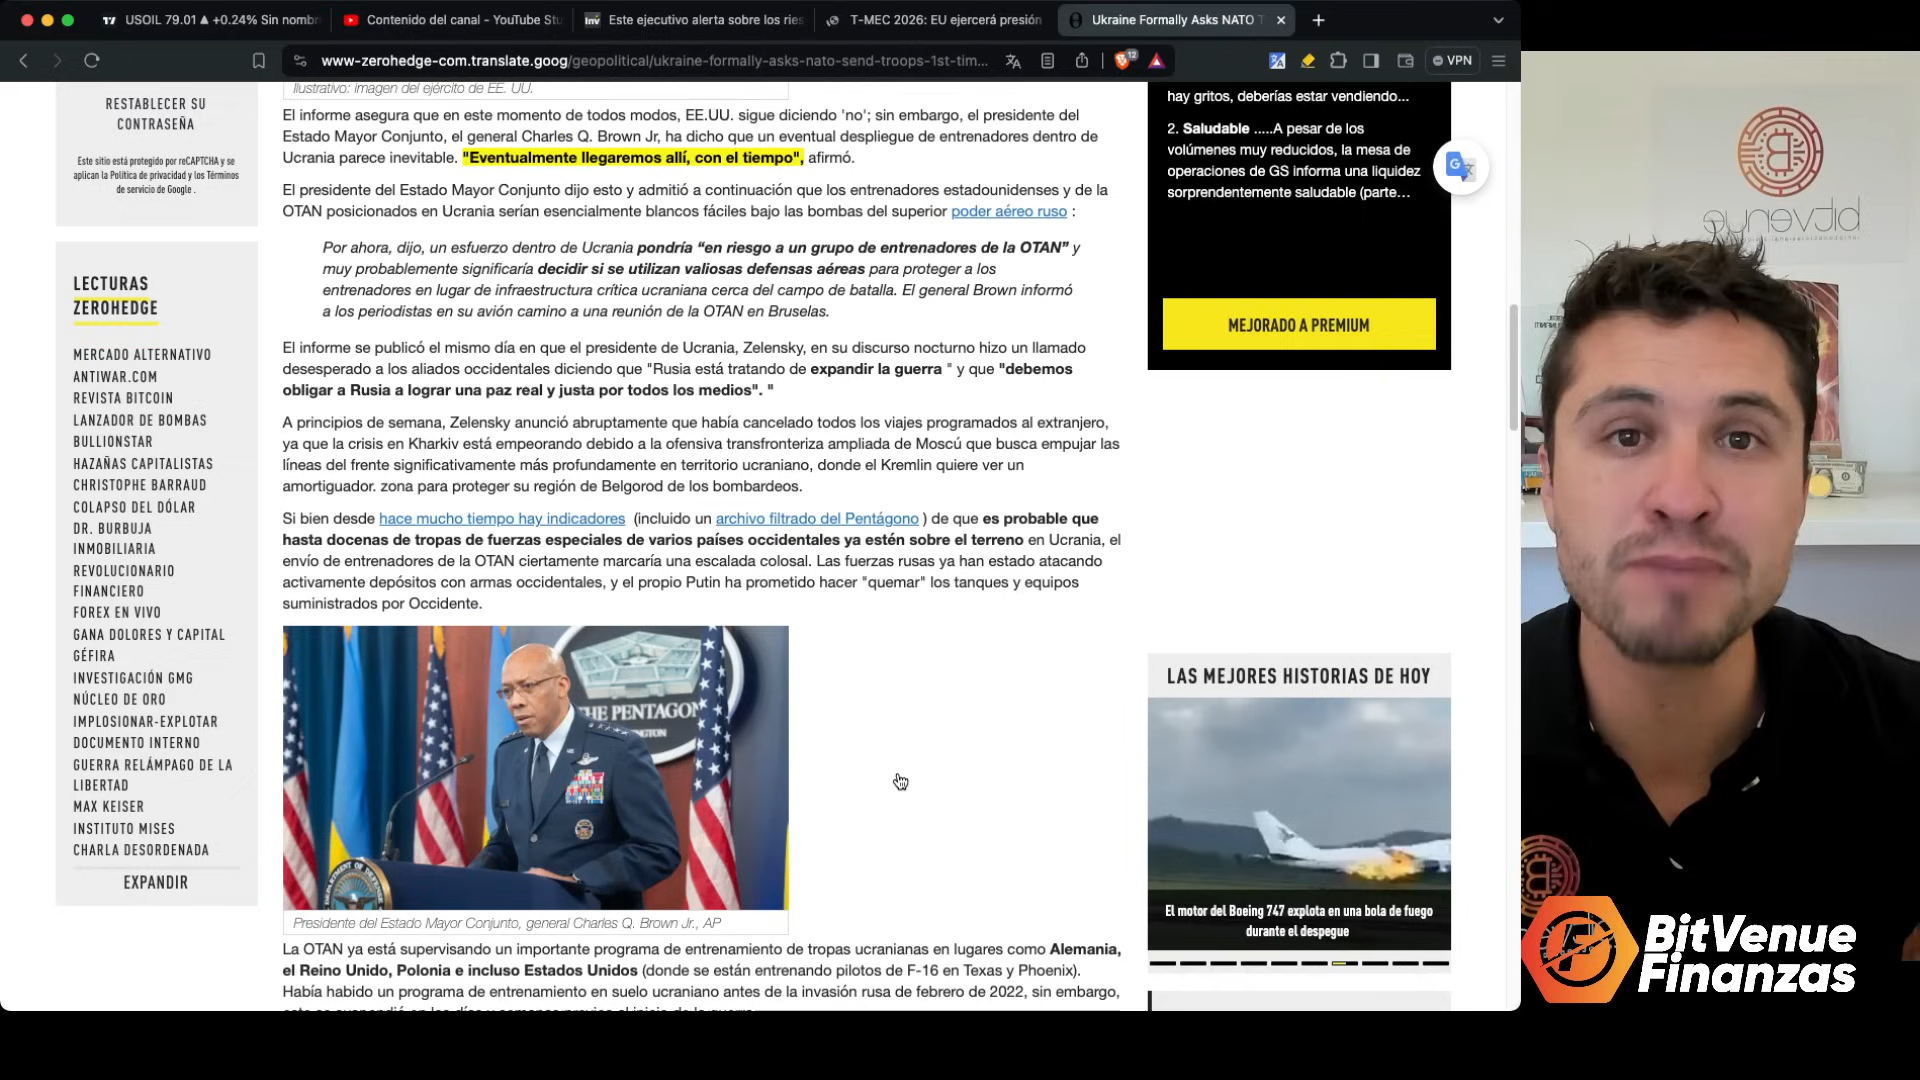 USOIL 79.01 ▲ +0.24% Sin nombr
Contenido del canal - YouTube Stu
Este ejecutivo alerta sobre los ries
T-MEC 2026: EU ejercerá presión
Ukraine Formally Asks NATO T
www-zerohedge-com.translate.goog/geopolitical/ukraine-formally-asks-nato-send-troops-1st-tim...
12
VPN
RESTABLECER SU
CONTRASEÑA
Este sitio está protegido por reCAPTCHA y se
aplican la Política de privacidad y los Términos
de servicio de Google .
LECTURAS
ZEROHEDGE
MERCADO ALTERNATIVO
ANTIWAR.COM
REVISTA BITCOIN
LANZADOR DE BOMBAS
BULLIONSTAR
HAZAÑAS CAPITALISTAS
CHRISTOPHE BARRAUD
COLAPSO DEL DÓLAR
DR. BURBUJA
INMOBILIARIA
REVOLUCIONARIO
FINANCIERO
FOREX EN VIVO
GANA DOLORES Y CAPITAL
GÉFIRA
INVESTIGACIÓN GMG
NÚCLEO DE ORO
IMPLOSIONAR-EXPLOTAR
DOCUMENTO INTERNO
GUERRA RELÁMPAGO DE LA
LIBERTAD
MAX KEISER
INSTITUTO MISES
CHARLA DESORDENADA
EXPANDIR
Ilustrativo: imagen del ejército de EE. UU.
El informe asegura que en este momento de todos modos, EE.UU. sigue diciendo 'no'; sin embargo, el presidente del
Estado Mayor Conjunto, el general Charles Q. Brown Jr, ha dicho que un eventual despliegue de entrenadores dentro de
Ucrania parece inevitable. "Eventualmente llegaremos allí, con el tiempo", afirmó.
El presidente del Estado Mayor Conjunto dijo esto y admitió a continuación que los entrenadores estadounidenses y de la
OTAN posicionados en Ucrania serían esencialmente blancos fáciles bajo las bombas del superior poder aéreo ruso :
Por ahora, dijo, un esfuerzo dentro de Ucrania pondría “en riesgo a un grupo de entrenadores de la OTAN” y
muy probablemente significaría decidir si se utilizan valiosas defensas aéreas para proteger a los
entrenadores en lugar de infraestructura crítica ucraniana cerca del campo de batalla. El general Brown informó
a los periodistas en su avión camino a una reunión de la OTAN en Bruselas.
El informe se publicó el mismo día en que el presidente de Ucrania, Zelensky, en su discurso nocturno hizo un llamado
desesperado a los aliados occidentales diciendo que "Rusia está tratando de expandir la guerra " y que "debemos
obligar a Rusia a lograr una paz real y justa por todos los medios". "
A principios de semana, Zelensky anunció abruptamente que había cancelado todos los viajes programados al extranjero,
ya que la crisis en Kharkiv está empeorando debido a la ofensiva transfronteriza ampliada de Moscú que busca empujar las
líneas del frente significativamente más profundamente en territorio ucraniano, donde el Kremlin quiere ver un
amortiguador. zona para proteger su región de Belgorod de los bombardeos.
Si bien desde hace mucho tiempo hay indicadores (incluido un archivo filtrado del Pentágono ) de que es probable que
hasta docenas de tropas de fuerzas especiales de varios países occidentales ya estén sobre el terreno en Ucrania, el
envío de entrenadores de la OTAN ciertamente marcaría una escalada colosal. Las fuerzas rusas ya han estado atacando
activamente depósitos con armas occidentales, y el propio Putin ha prometido hacer "quemar" los tanques y equipos
suministrados por Occidente.
THE PENTAGON
Presidente del Estado Mayor Conjunto, general Charles Q. Brown Jr., AP
La OTAN ya está supervisando un importante programa de entrenamiento de tropas ucranianas en lugares como Alemania,
el Reino Unido, Polonia e incluso Estados Unidos (donde se están entrenando pilotos de F-16 en Texas y Phoenix).
Había habido un programa de entrenamiento en suelo ucraniano antes de la invasión rusa de febrero de 2022, sin embargo,
hay gritos, deberías estar vendiendo...
2. Saludable .....A pesar de los
volúmenes muy reducidos, la mesa de
operaciones de GS informa una liquidez
sorprendentemente saludable (parte...
MEJORADO A PREMIUM
LAS MEJORES HISTORIAS DE HOY
El motor del Boeing 747 explota en una bola de fuego
durante el despegue
bitvenue
BitVenue
Finanzas